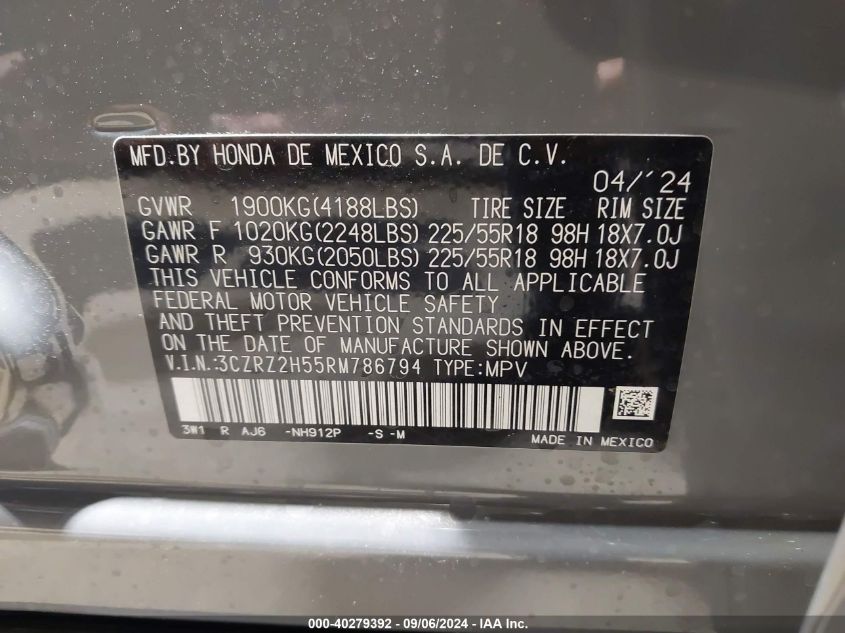 MFD.BY HONDA DE MEXICO S.A. DE C.V.
04/'24
GVWR 1900KG(4188LBS) TIRE SIZE RIM SIZE
GAWR F 1020KG(2248LBS) 225/55R18 98H 18X7.0J
GAWR R 930KG(2050LBS) 225/55R18 98H 18X7.0J
THIS VEHICLE CONFORMS TO ALL APPLICABLE
FEDERAL MOTOR VEHICLE SAFETY
AND THEFT PREVENTION STANDARDS IN EFFECT
ON THE DATE OF MANUFACTURE SHOWN ABOVE.
V.I.N.:3CZRZ2H55RM786794 TYPE:MPV
3W1 R AJ6 -NH912P -S -M
MADE IN MEXICO
000-40279392 - 09/06/2024 - IAA Inc.